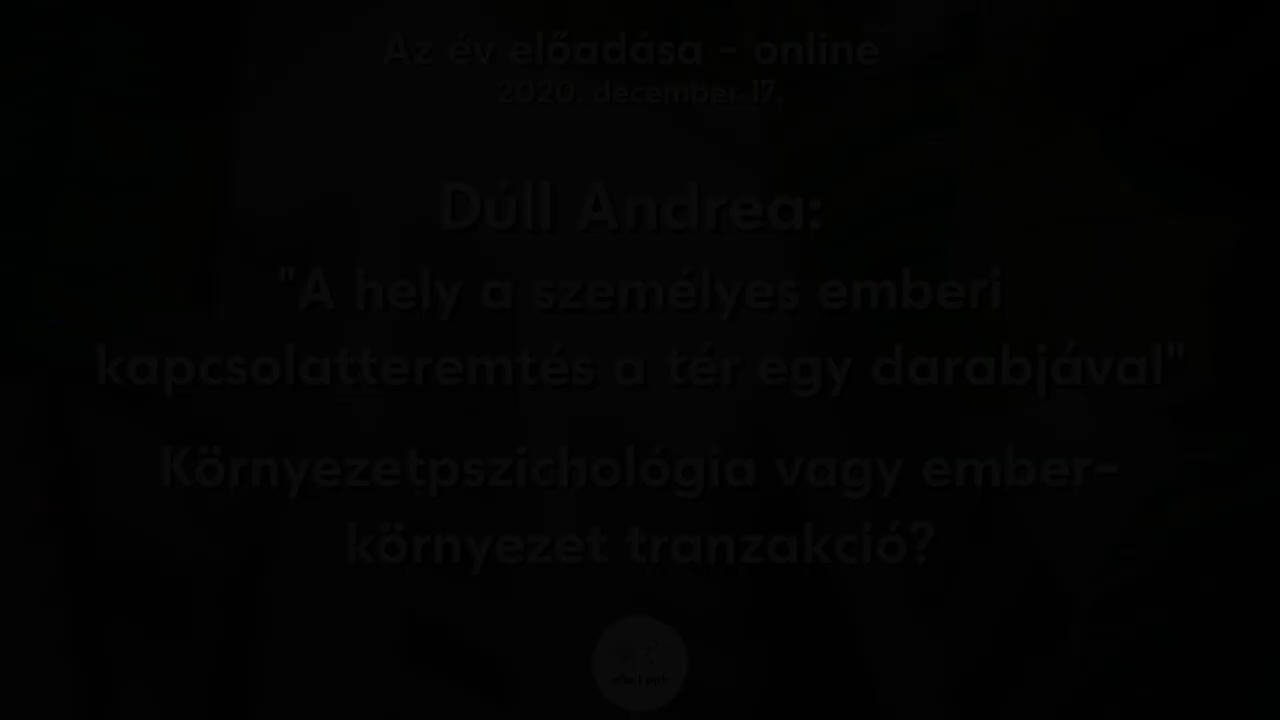 Az év előadása - online
2020. december 17.
Dúll Andrea:
"A hely a személyes emberi
kapcsolatteremtés a tér egy darabjával"
Környezetpszichológia vagy ember-
környezet tranzakció?